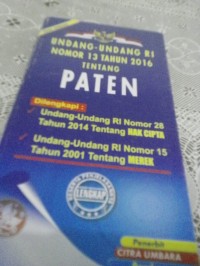 UNDANG-UNDANG RI
NOMOR 13 TAHUN 2016
TENTANG
PATEN
Dilengkapi :
Undang-Undang RI Nomor 28
Tahun 2014 Tentang HAK CIPTA
Undang-Undang RI Nomor 15
Tahun 2001 Tentang MEREK
LENGKAP
Penerbit
CITRA UMBARA